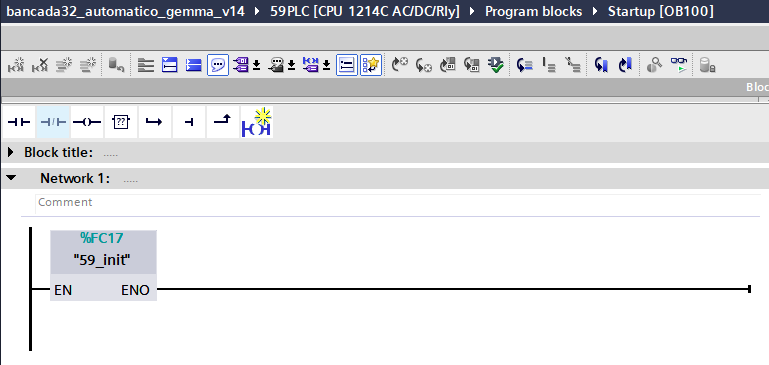 bancada32_automatico_gemma_v14 ▸ 59PLC [CPU 1214C AC/DC/Rly] ▸ Program blocks ▸ Startup [OB100]
Bloc
??
Block title: .....
Network 1: .....
Comment
%FC17
"59_init"
EN ENO